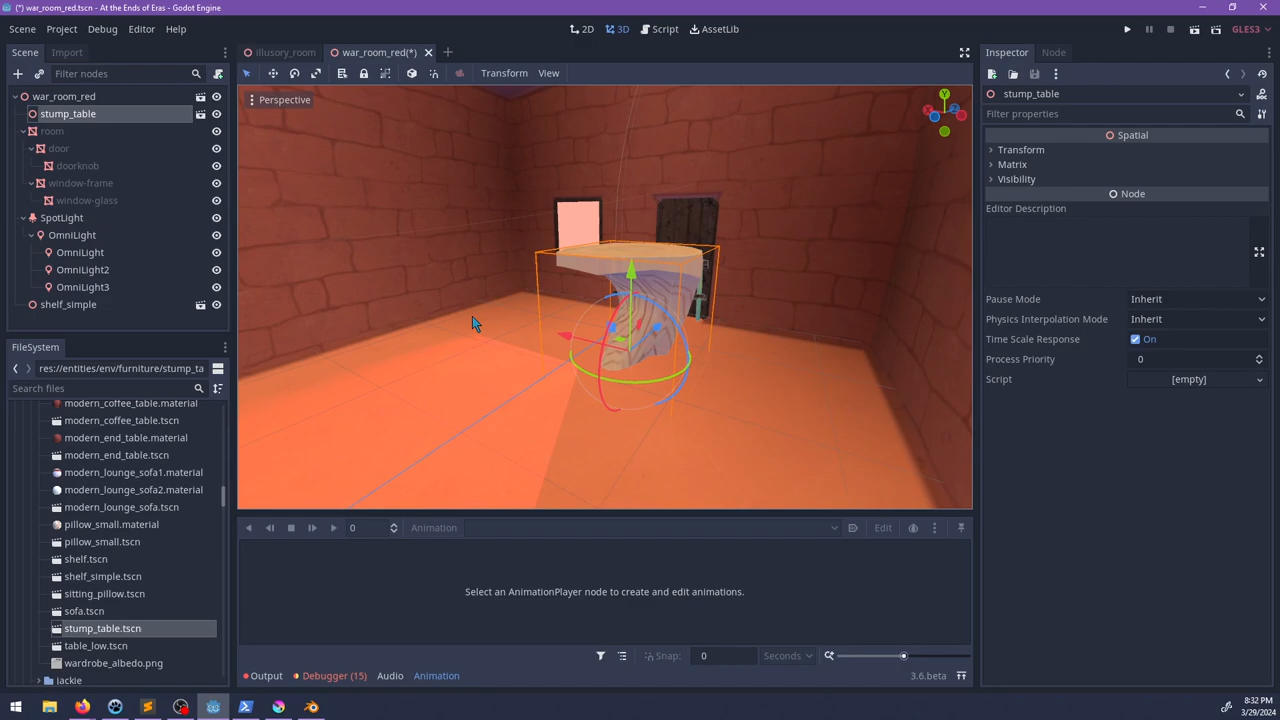 (*) war_room_red.tscn - At the Ends of Eras - Godot Engine
Scene Project Debug Editor Help
2D 3D Script AssetLib
GLES3
Scene Import
illusory_room war_room_red(*)
Inspector Node
Filter nodes
Transform View
war_room_red
Perspective
stump_table
Y
Z
X
stump_table
Filter properties
room
door
doorknob
window-frame
window-glass
SpotLight
OmniLight
OmniLight
OmniLight2
OmniLight3
shelf_simple
Spatial
Transform
Matrix
Visibility
Node
Editor Description
Pause Mode Inherit
Physics Interpolation Mode Inherit
Time Scale Response On
Process Priority 0
Script [empty]
FileSystem
res://entities/env/furniture/stump_ta
Search files
modern_coffee_table.material
modern_coffee_table.tscn
modern_end_table.material
modern_end_table.tscn
modern_lounge_sofa1.material
modern_lounge_sofa2.material
modern_lounge_sofa.tscn
pillow_small.material
pillow_small.tscn
shelf.tscn
shelf_simple.tscn
sitting_pillow.tscn
sofa.tscn
stump_table.tscn
table_low.tscn
wardrobe_albedo.png
jackie
0 Animation Edit
Select an AnimationPlayer node to create and edit animations.
Snap: 0 Seconds
Output Debugger (15) Audio Animation 3.6.beta
8:32 PM
3/29/2024